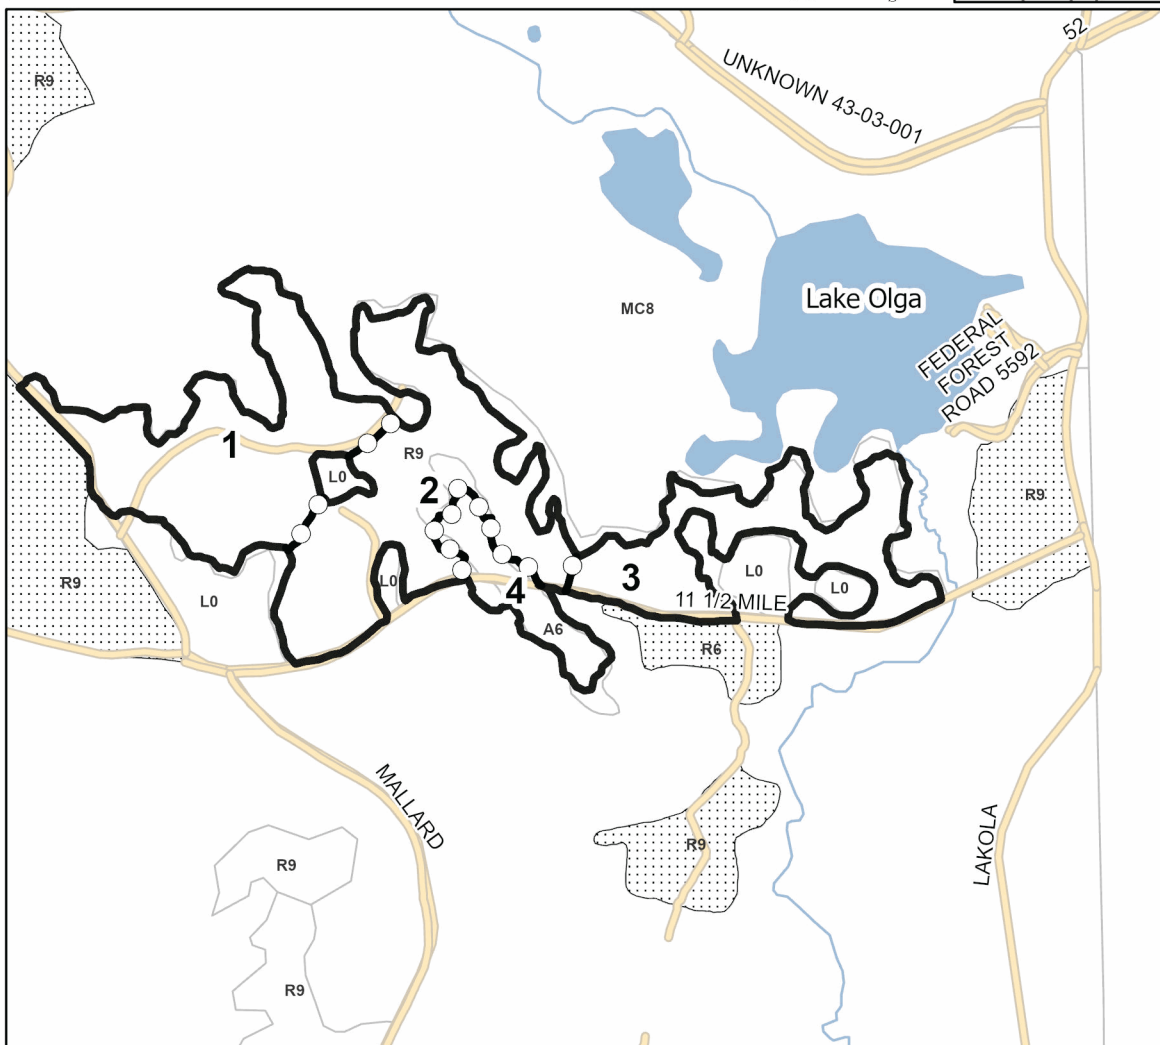 52
UNKNOWN 43-03-001
R9
Lake Olga
MC8
FEDERAL
FOREST
ROAD 5592
1
R9
L0
2
R9
R9
L0
L0
L0
3
4
L0
11 1/2 MILE
A6
R6
MALLARD
LAKOLA
R9
R9
R9